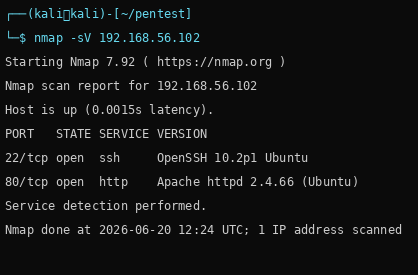 ┌──(kali㉿kali)-[~/pentest]
└─$ nmap -sV 192.168.56.102
Starting Nmap 7.92 ( https://nmap.org )
Nmap scan report for 192.168.56.102
Host is up (0.0015s latency).
PORT   STATE SERVICE VERSION
22/tcp open  ssh     OpenSSH 10.2p1 Ubuntu
80/tcp open  http    Apache httpd 2.4.66 (Ubuntu)
Service detection performed.
Nmap done at 2026-06-20 12:24 UTC; 1 IP address scanned